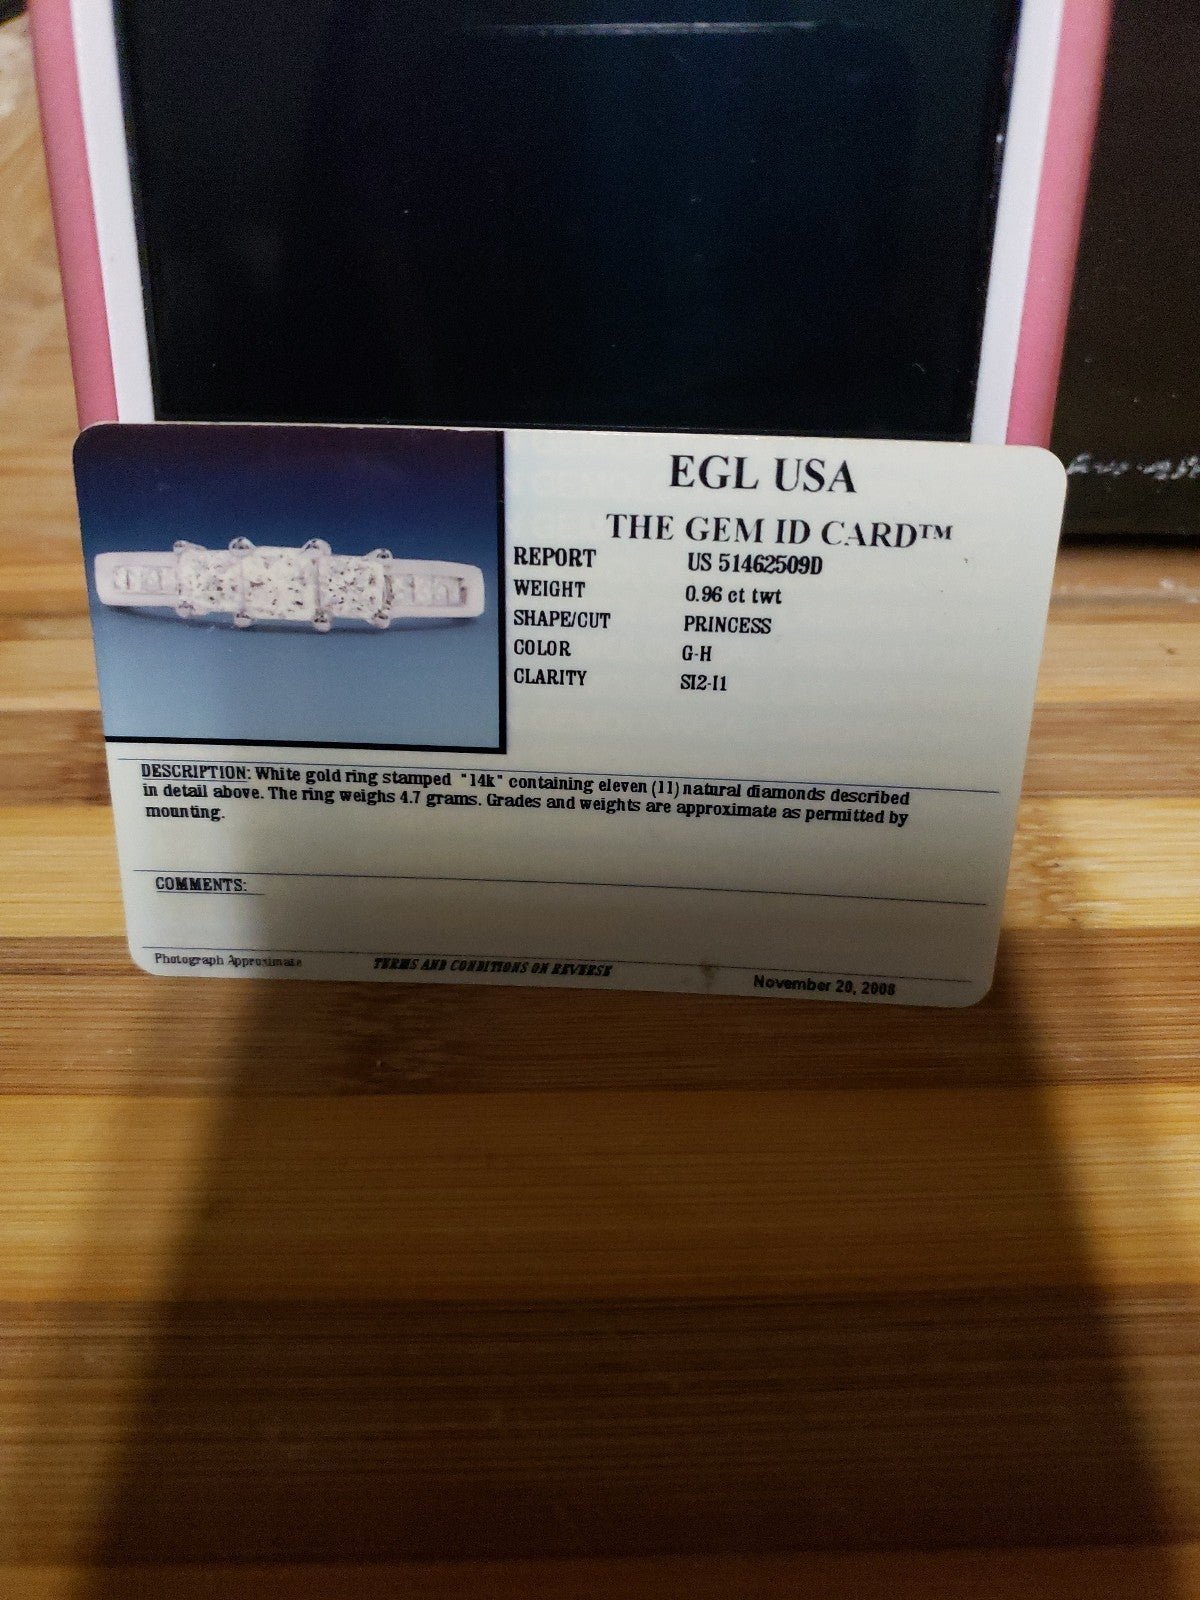 EGL USA
THE GEM ID CARD™
REPORT US 51462509D
WEIGHT 0.96 ct twt
SHAPE/CUT PRINCESS
COLOR G-H
CLARITY SI2-I1
DESCRIPTION: White gold ring stamped "14k" containing eleven (11) natural diamonds described
in detail above. The ring weighs 4.7 grams. Grades and weights are approximate as permitted by
mounting.
COMMENTS:
Photograph Approximate TERMS AND CONDITIONS ON REVERSE November 20, 2008